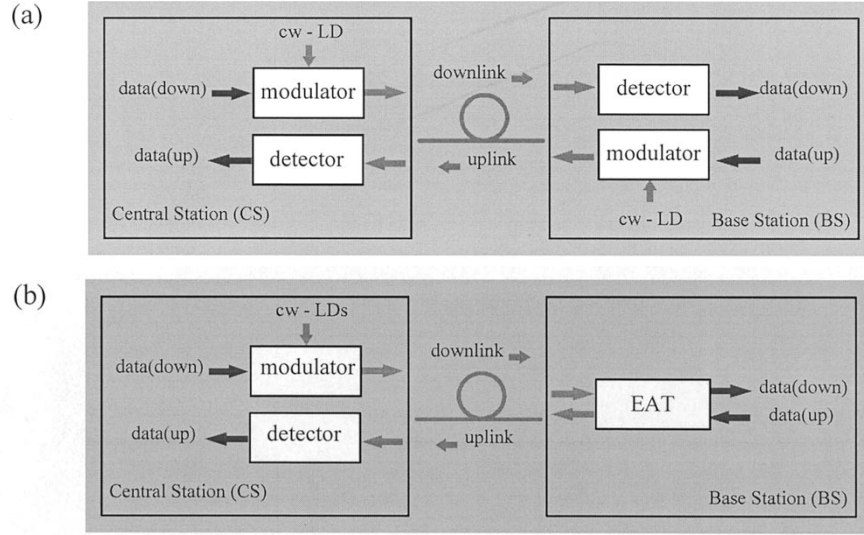 (a)
cw - LD
data(down)
modulator
downlink
detector
data(down)
data(up)
detector
uplink
modulator
data(up)
Central Station (CS)
cw - LD
Base Station (BS)
(b)
cw - LDs
data(down)
modulator
downlink
EAT
data(down)
data(up)
data(up)
detector
uplink
Central Station (CS)
Base Station (BS)